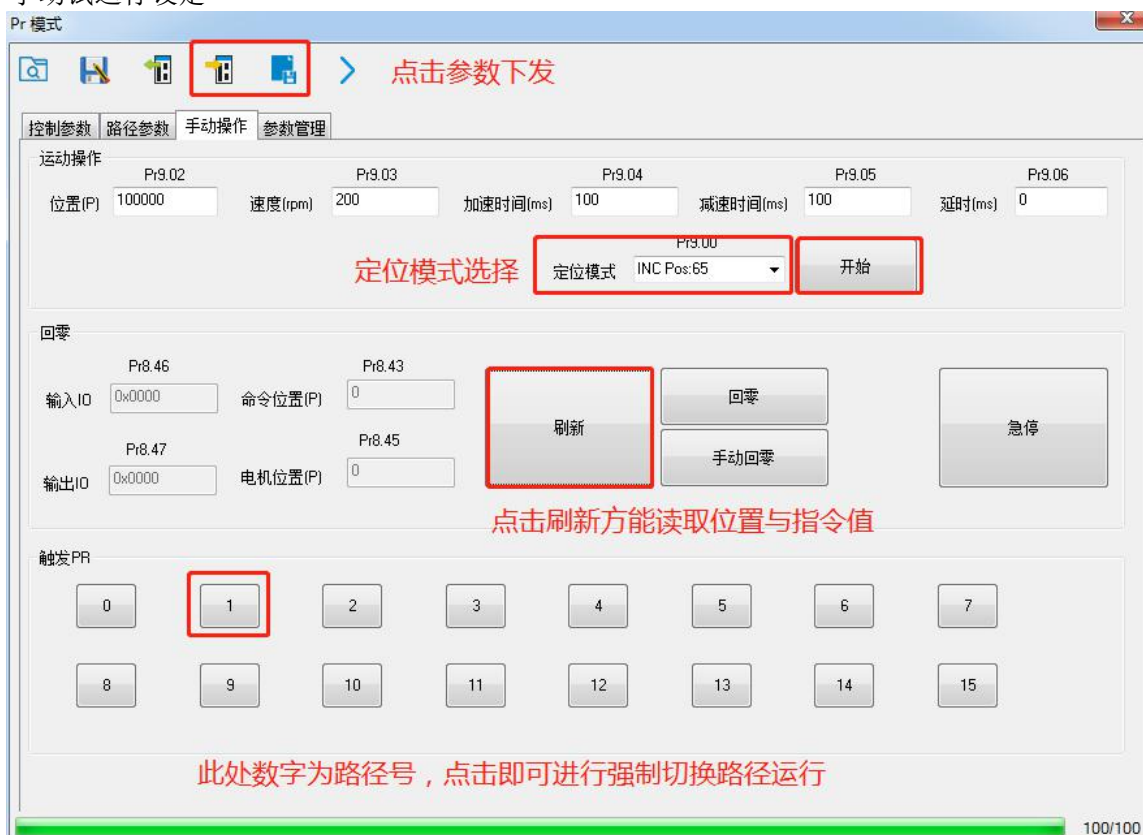 Pr 模式
点击参数下发
控制参数 路径参数 手动操作 参数管理
运动操作
Pr9.02 Pr9.03 Pr9.04 Pr9.05 Pr9.06
位置(P) 100000 速度(rpm) 200 加速时间(ms) 100 减速时间(ms) 100 延时(ms) 0
Pr9.00
定位模式选择 定位模式 INC Pos:65 开始
回零
Pr8.46 Pr8.43
输入IO 0x0000 命令位置(P) 0
刷新 回零 急停
Pr8.47 Pr8.45
手动回零
输出IO 0x0000 电机位置(P) 0
点击刷新方能读取位置与指令值
触发PR
0 1 2 3 4 5 6 7
8 9 10 11 12 13 14 15
此处数字为路径号，点击即可进行强制切换路径运行
100/100